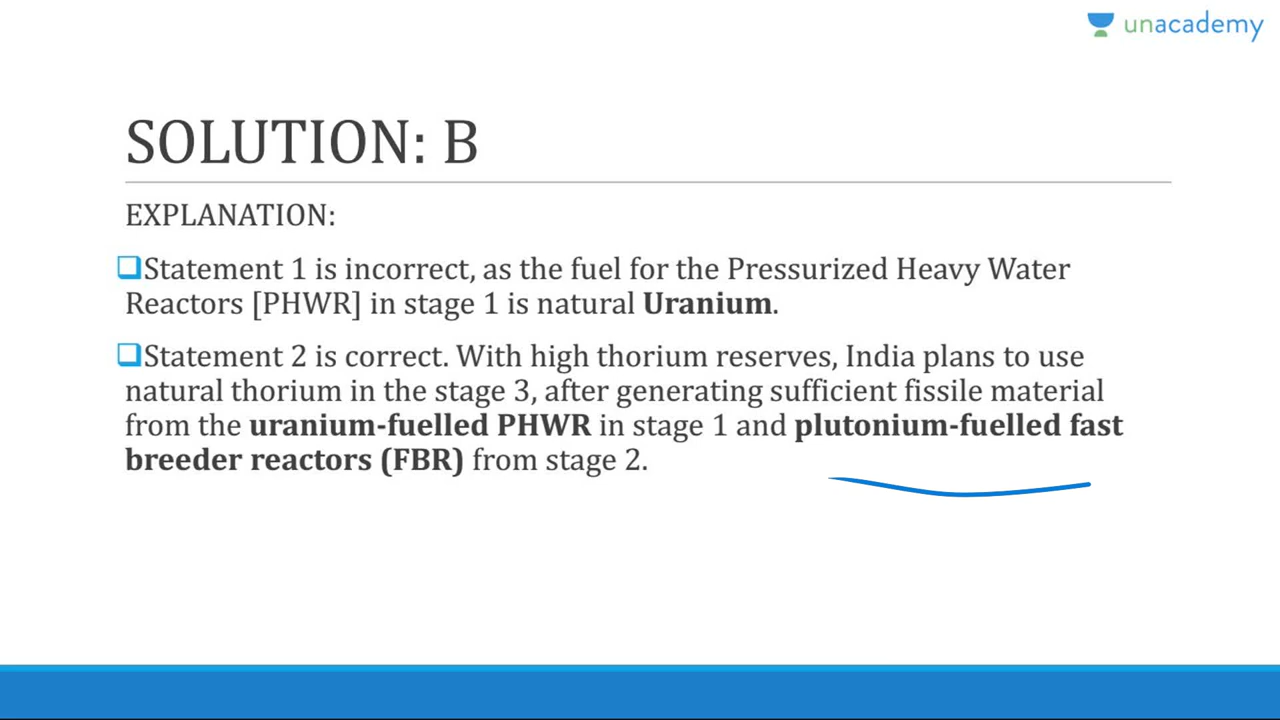 unacademy
SOLUTION: B
EXPLANATION:
Statement 1 is incorrect, as the fuel for the Pressurized Heavy Water
Reactors [PHWR] in stage 1 is natural Uranium.
Statement 2 is correct. With high thorium reserves, India plans to use
natural thorium in the stage 3, after generating sufficient fissile material
from the uranium-fuelled PHWR in stage 1 and plutonium-fuelled fast
breeder reactors (FBR) from stage 2.